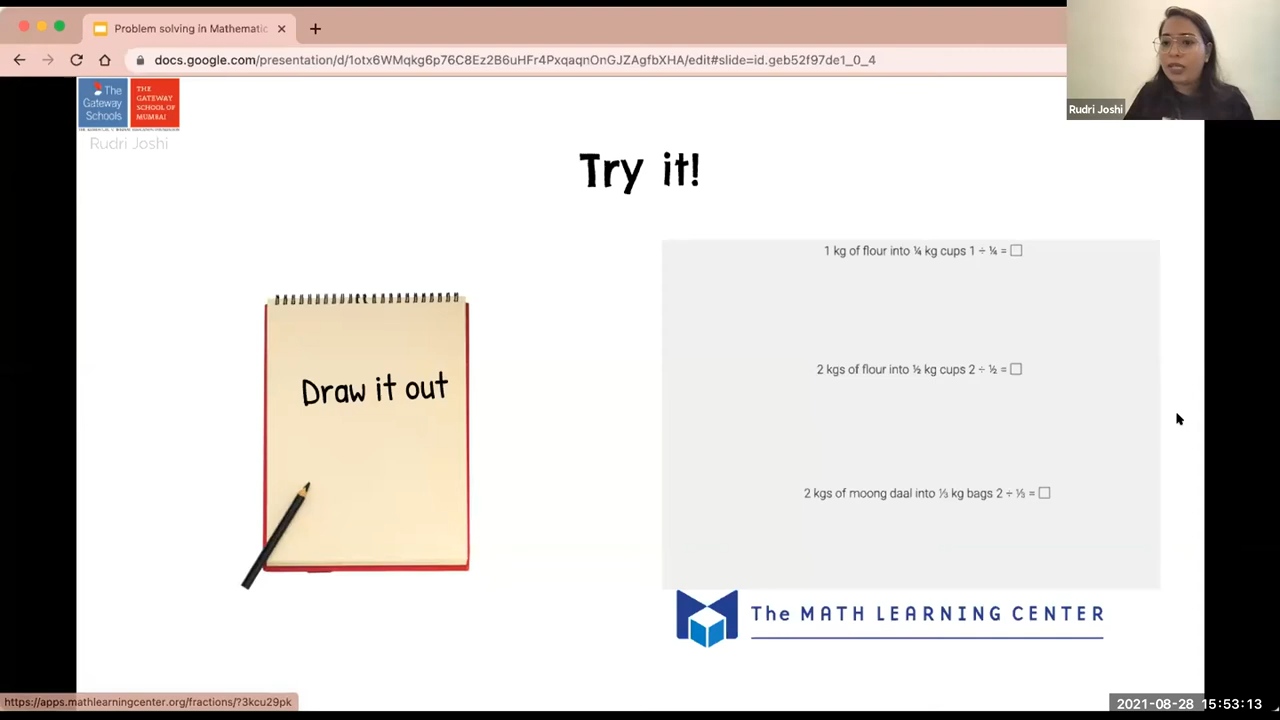 Problem solving in Mathematic
docs.google.com/presentation/d/1otx6WMqkg6p76C8Ez2B6uHFr4PxqaqnOnGJZAgfbXHA/edit#slide=id.geb52f97de1_0_4
Rudri Joshi
The Gateway Schools
THE GATEWAY SCHOOL OF MUMBAI
Rudri Joshi
Try it!
Draw it out
1 kg of flour into ¼ kg cups 1 ÷ ¼ = ☐
2 kgs of flour into ½ kg cups 2 ÷ ½ = ☐
2 kgs of moong daal into ⅓ kg bags 2 ÷ ⅓ = ☐
The MATH LEARNING CENTER
https://apps.mathlearningcenter.org/fractions/?3kcu29pk
2021-08-28 15:53:13